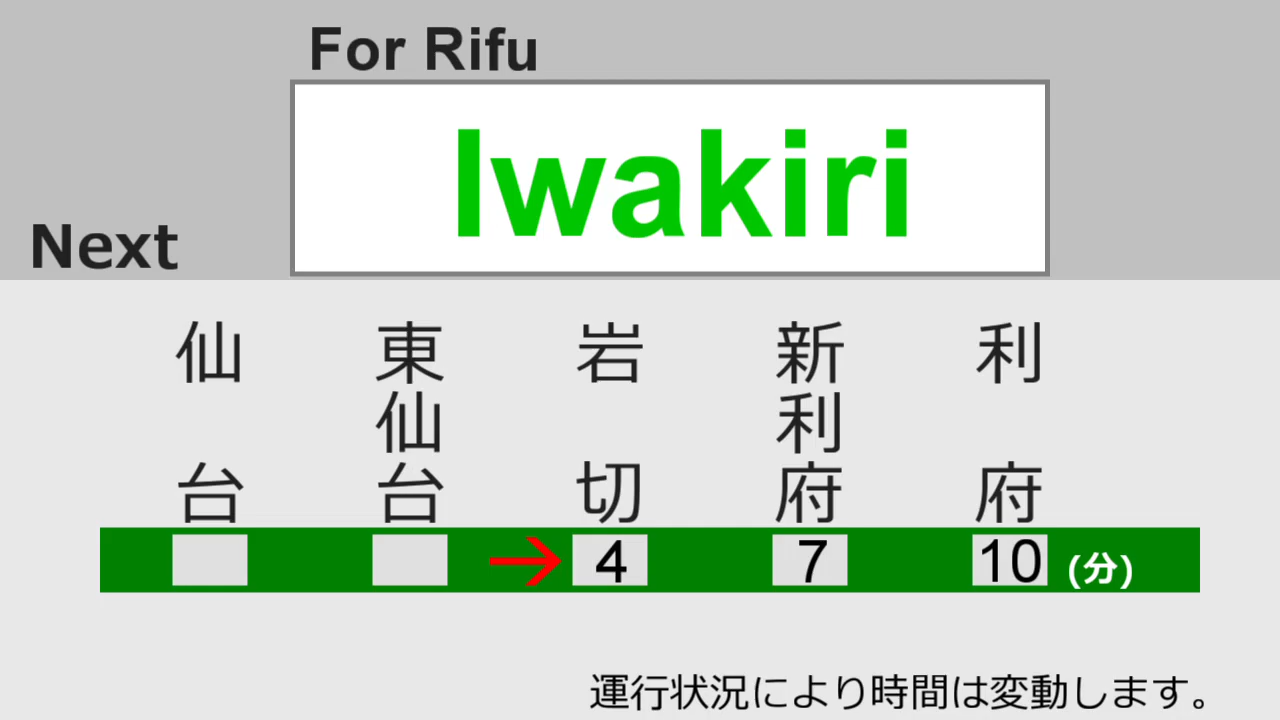 For Rifu
Iwakiri
Next
仙台
東仙台
岩切
新利府
利府
→ 4 7 10 (分)
運行状況により時間は変動します。